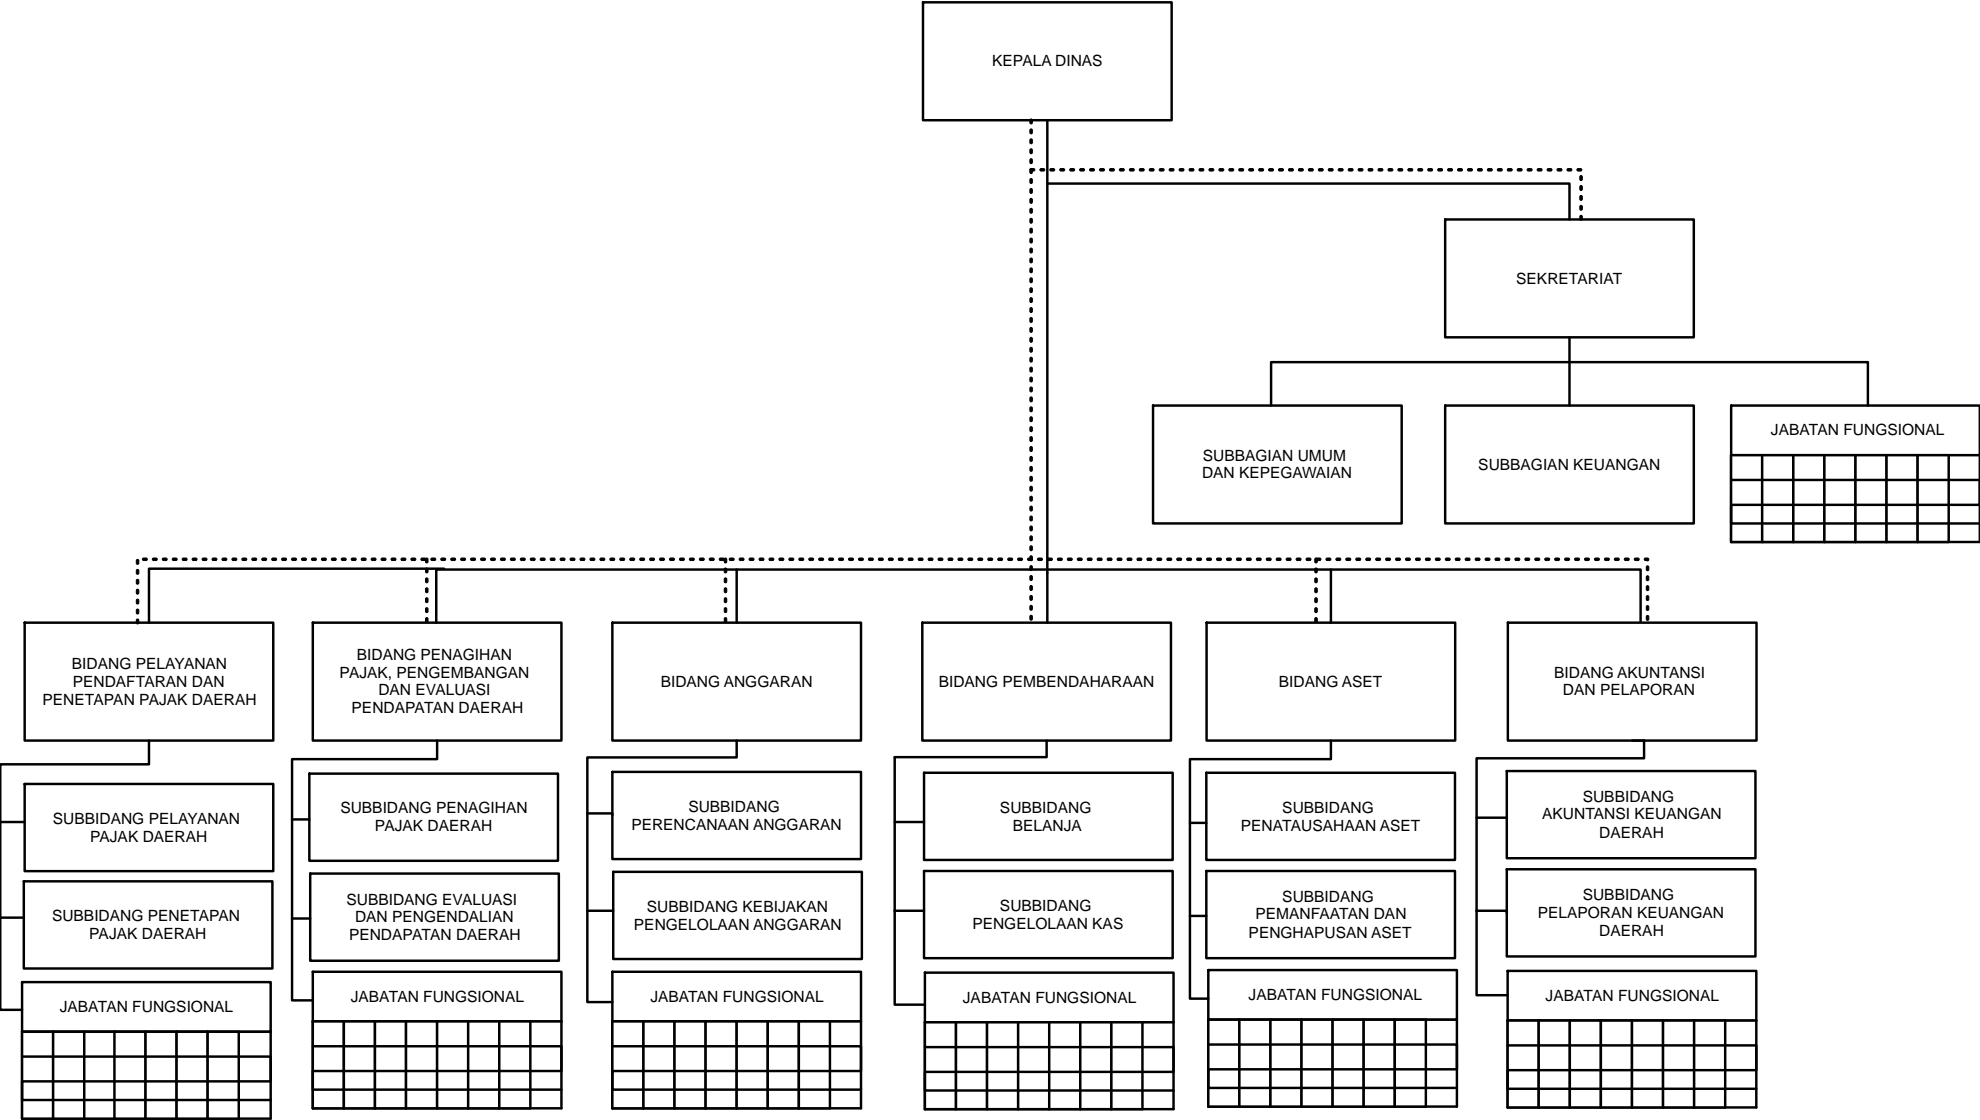 KEPALA DINAS
SEKRETARIAT
SUBBAGIAN UMUM
DAN KEPEGAWAIAN
SUBBAGIAN KEUANGAN
JABATAN FUNGSIONAL
BIDANG PELAYANAN
PENDAFTARAN DAN
PENETAPAN PAJAK DAERAH
BIDANG PENAGIHAN
PAJAK, PENGEMBANGAN
DAN EVALUASI
PENDAPATAN DAERAH
BIDANG ANGGARAN
BIDANG PEMBENDAHARAAN
BIDANG ASET
BIDANG AKUNTANSI
DAN PELAPORAN
SUBBIDANG PELAYANAN
PAJAK DAERAH
SUBBIDANG PENAGIHAN
PAJAK DAERAH
SUBBIDANG
PERENCANAAN ANGGARAN
SUBBIDANG
BELANJA
SUBBIDANG
PENATAUSAHAAN ASET
SUBBIDANG
AKUNTANSI KEUANGAN
DAERAH
SUBBIDANG PENETAPAN
PAJAK DAERAH
SUBBIDANG EVALUASI
DAN PENGENDALIAN
PENDAPATAN DAERAH
SUBBIDANG KEBIJAKAN
PENGELOLAAN ANGGARAN
SUBBIDANG
PENGELOLAAN KAS
SUBBIDANG
PEMANFAATAN DAN
PENGHAPUSAN ASET
SUBBIDANG
PELAPORAN KEUANGAN
DAERAH
JABATAN FUNGSIONAL
JABATAN FUNGSIONAL
JABATAN FUNGSIONAL
JABATAN FUNGSIONAL
JABATAN FUNGSIONAL
JABATAN FUNGSIONAL